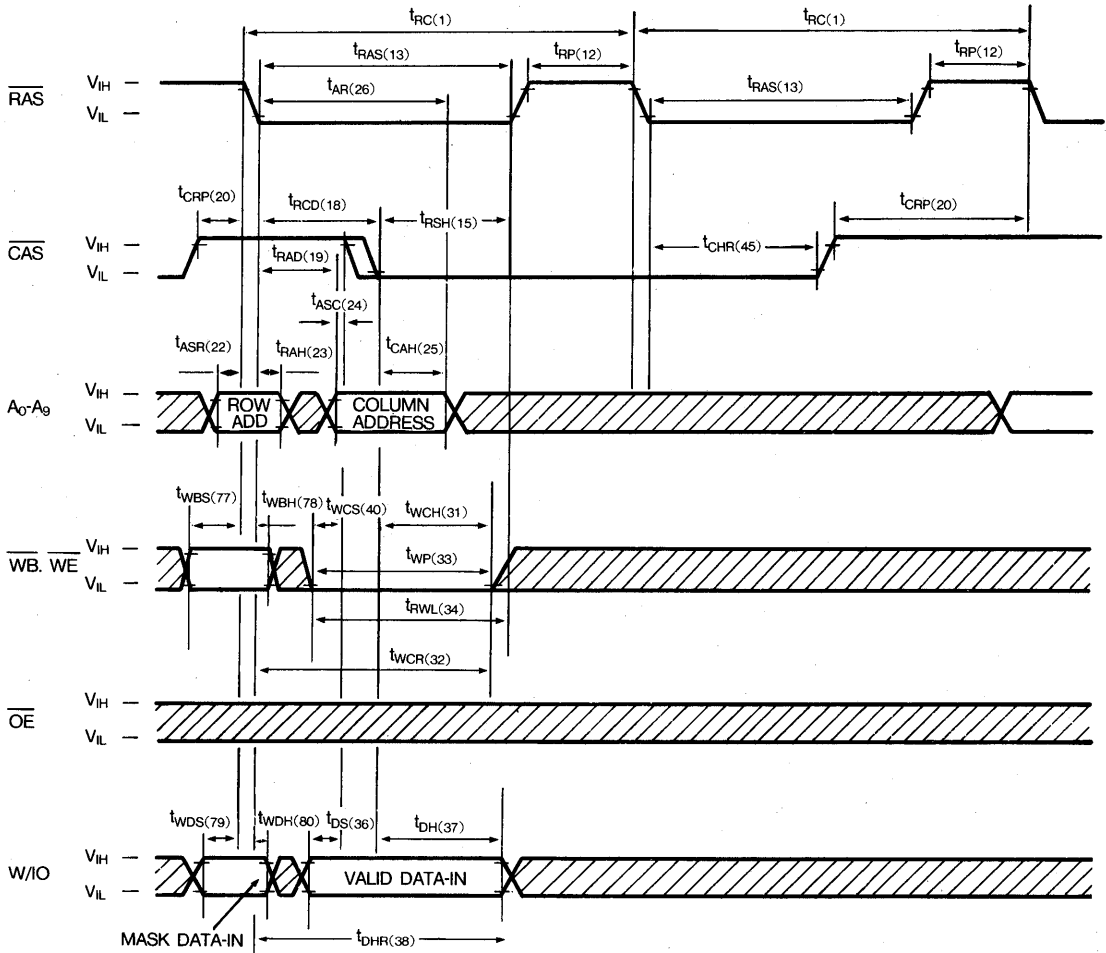 tRC(1) tRC(1)
tRAS(13) tRP(12) tRP(12)
RAS VIH tAR(26) tRAS(13)
VIL
tCRP(20) tRCD(18) tRSH(15) tCRP(20)
CAS VIH tRAD(19) tCHR(45)
VIL
tASC(24)
tASR(22) tRAH(23) tCAH(25)
A0-A9 VIH ROW COLUMN
VIL ADD ADDRESS
tWBS(77) tWBH(78) tWCS(40) tWCH(31)
WB. WE VIH tWP(33)
VIL
tRWL(34)
tWCR(32)
OE VIH
VIL
tWDS(79) tWDH(80) tDS(36) tDH(37)
W/IO VIH VALID DATA-IN
VIL
MASK DATA-IN tDHR(38)